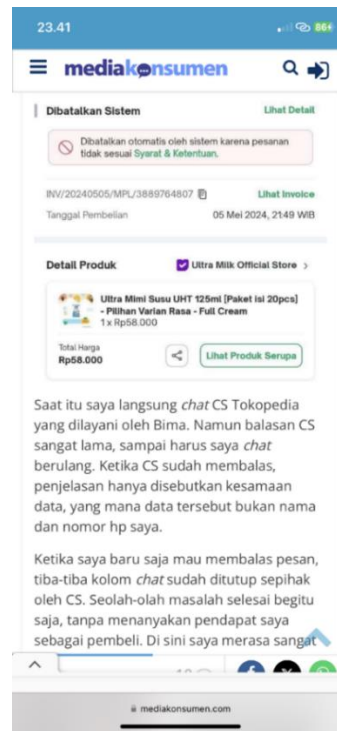 23.41
86
mediakonsumen
Dibatalkan Sistem
Lihat Detail
Dibatalkan otomatis oleh sistem karena pesanan
tidak sesuai Syarat & Ketentuan.
INV/20240505/MPL/3889764807
Lihat Invoice
Tanggal Pembelian
05 Mei 2024, 21:49 WIB
Detail Produk
Ultra Milk Official Store
Ultra Mimi Susu UHT 125ml [Paket isi 20pcs]
- Pilihan Varian Rasa - Full Cream
1 x Rp58.000
Total Harga
Rp58.000
Lihat Produk Serupa
Saat itu saya langsung chat CS Tokopedia
yang dilayani oleh Bima. Namun balasan CS
sangat lama, sampai harus saya chat
berulang. Ketika CS sudah membalas,
penjelasan hanya disebutkan kesamaan
data, yang mana data tersebut bukan nama
dan nomor hp saya.
Ketika saya baru saja mau membalas pesan,
tiba-tiba kolom chat sudah ditutup sepihak
oleh CS. Seolah-olah masalah selesai begitu
saja, tanpa menanyakan pendapat saya
sebagai pembeli. Di sini saya merasa sangat
mediakonsumen.com